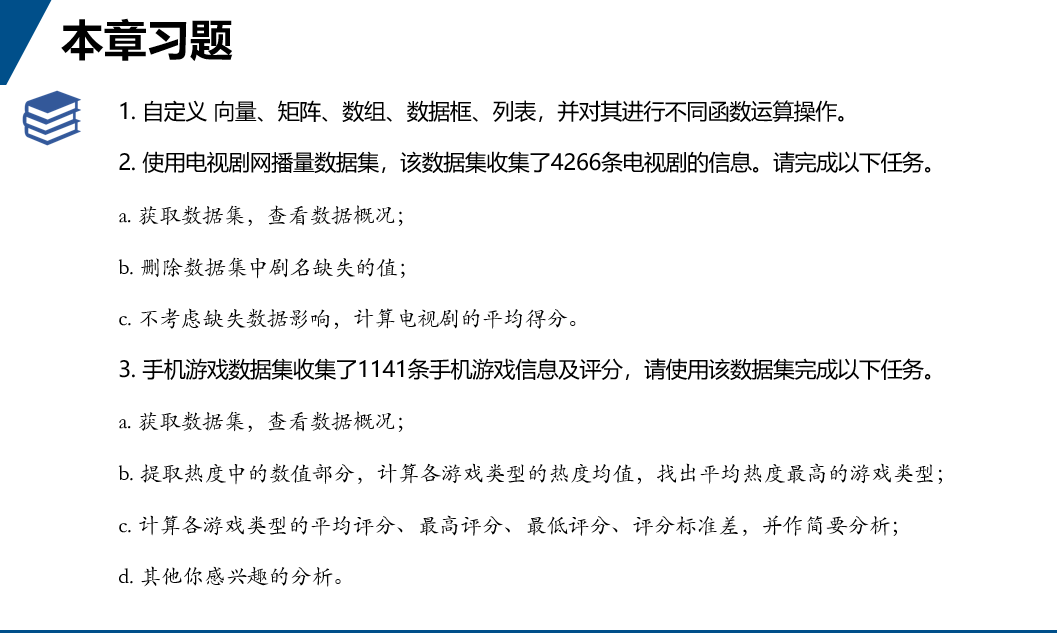 本章习题
1. 自定义 向量、矩阵、数组、数据框、列表，并对其进行不同函数运算操作。
2. 使用电视剧网播量数据集，该数据集收集了4266条电视剧的信息。请完成以下任务。
a. 获取数据集，查看数据概况；
b. 删除数据集中剧名缺失的值；
c. 不考虑缺失数据影响，计算电视剧的平均得分。
3. 手机游戏数据集收集了1141条手机游戏信息及评分，请使用该数据集完成以下任务。
a. 获取数据集，查看数据概况；
b. 提取热度中的数值部分，计算各游戏类型的热度均值，找出平均热度最高的游戏类型；
c. 计算各游戏类型的平均评分、最高评分、最低评分、评分标准差，并作简要分析；
d. 其他你感兴趣的分析。